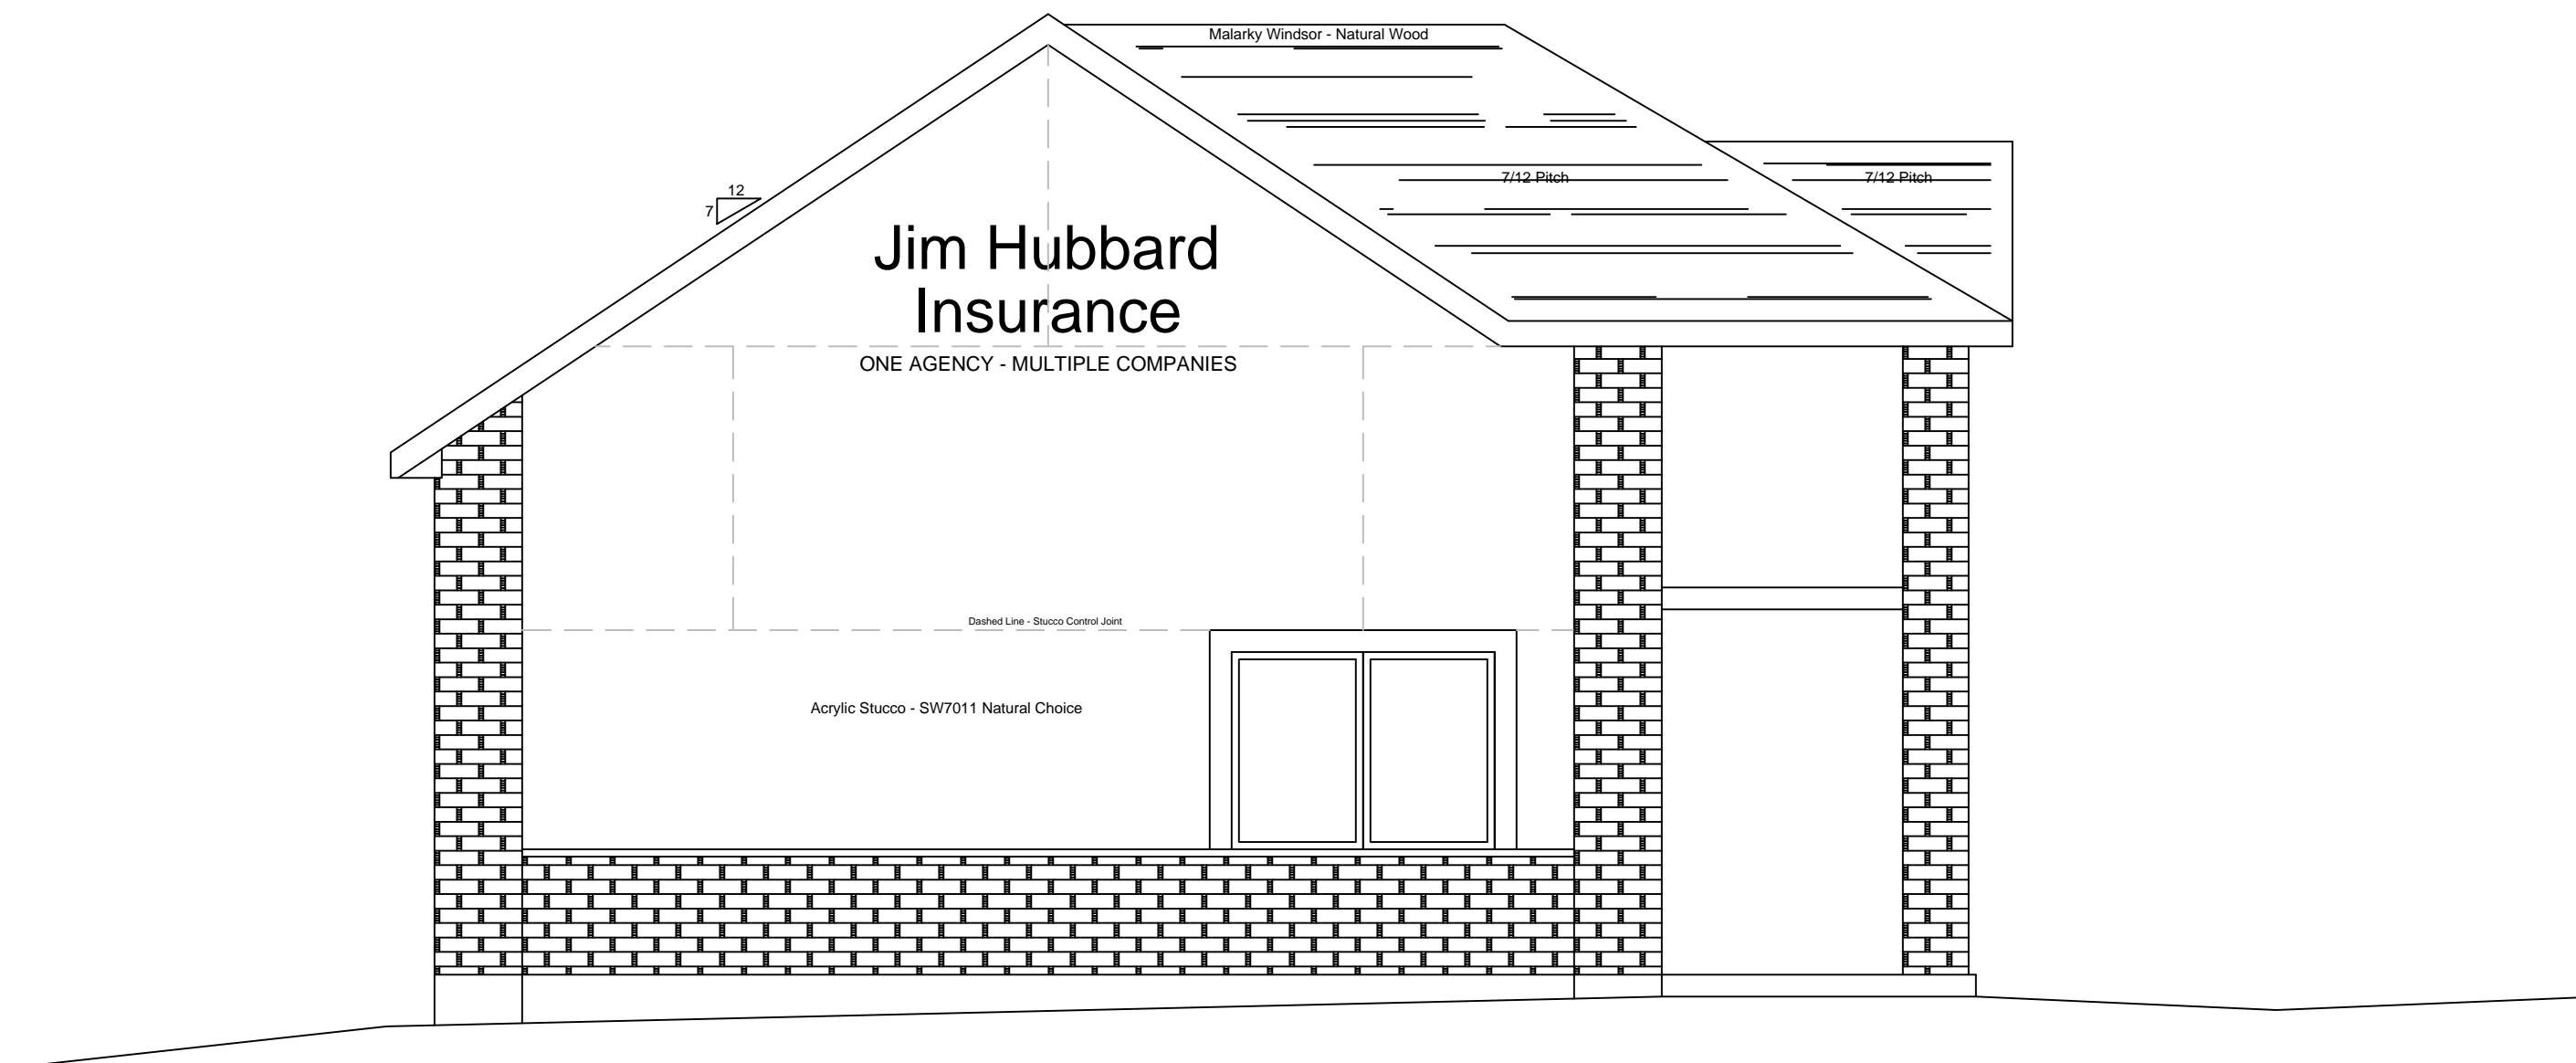 Malarky Windsor - Natural Wood
7/12 Pitch
7/12 Pitch
12
7
Jim Hubbard
Insurance
ONE AGENCY - MULTIPLE COMPANIES
Dashed Line - Stucco Control Joint
Acrylic Stucco - SW7011 Natural Choice